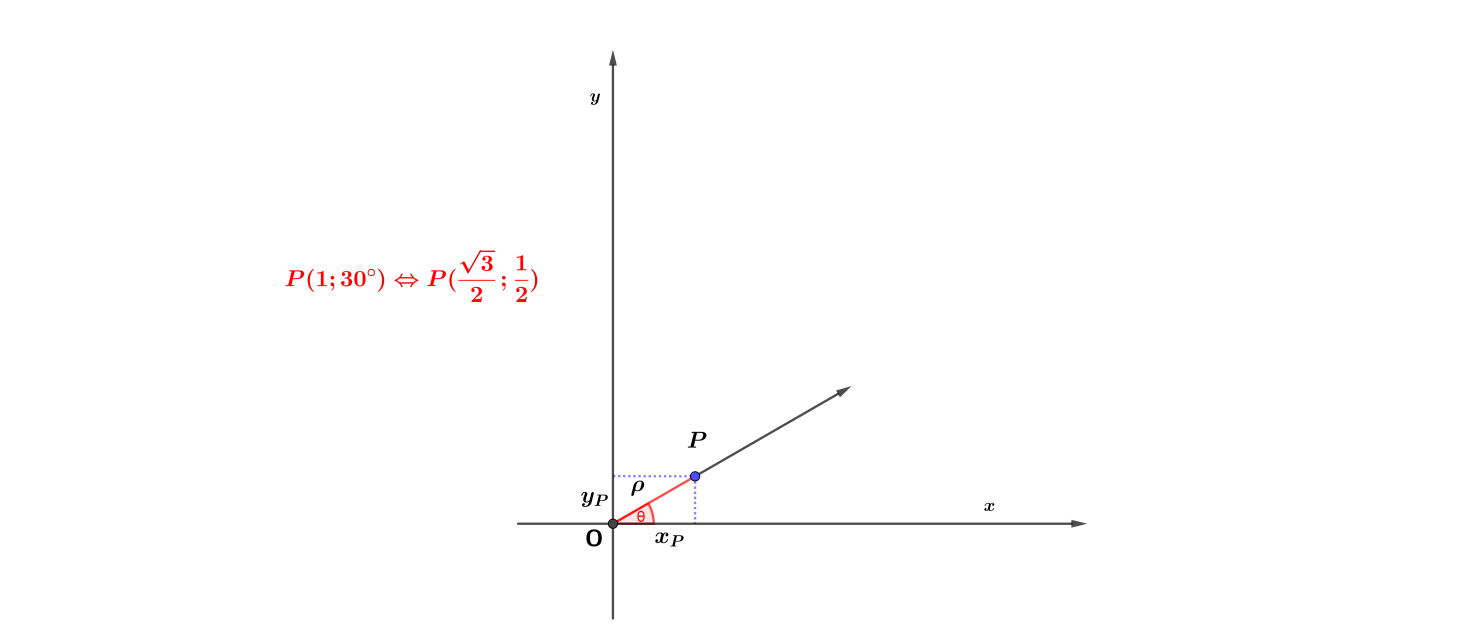 y
P(1;30°) ⇔ P(√3/2;1/2)
P
ρ
y_P
θ
x
O
x_P